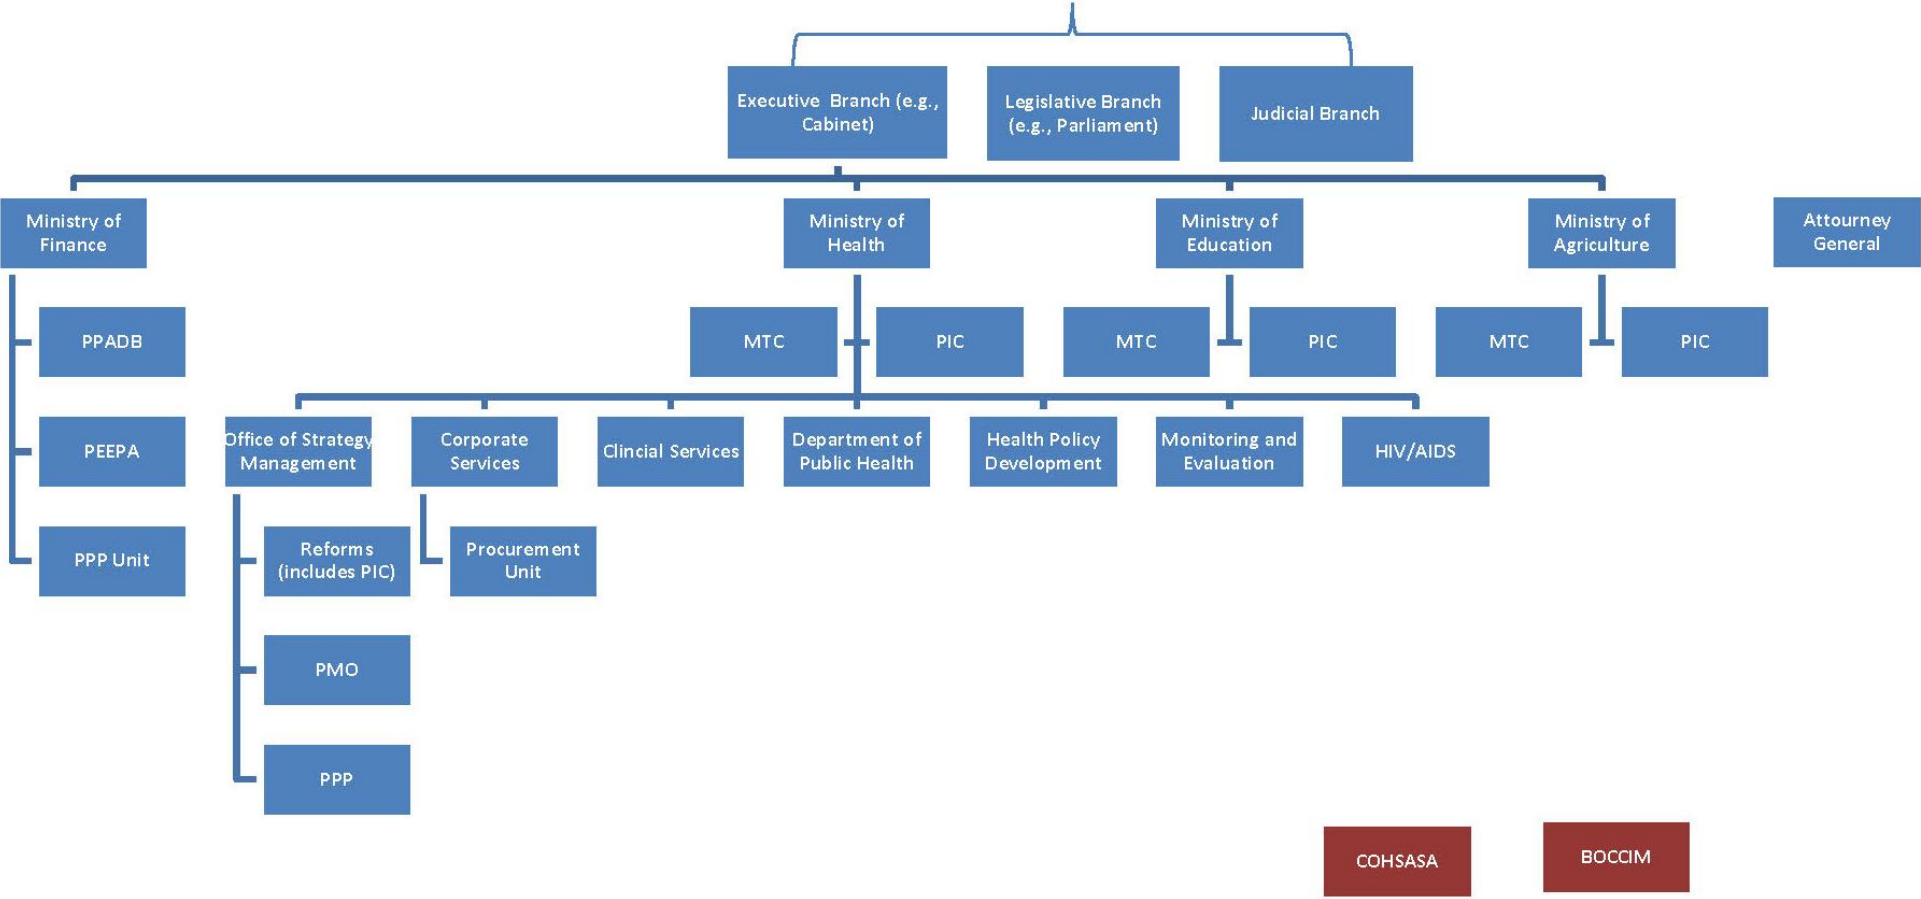 Executive Branch (e.g.,
Cabinet)
Legislative Branch
(e.g., Parliament)
Judicial Branch
Ministry of
Finance
Ministry of
Health
Ministry of
Education
Ministry of
Agriculture
Attourney
General
PPADB
MTC
PIC
MTC
PIC
MTC
PIC
PEEPA
Office of Strategy
Management
Corporate
Services
Clincial Services
Department of
Public Health
Health Policy
Development
Monitoring and
Evaluation
HIV/AIDS
PPP Unit
Reforms
(includes PIC)
Procurement
Unit
PMO
PPP
COHSASA
BOCCIM